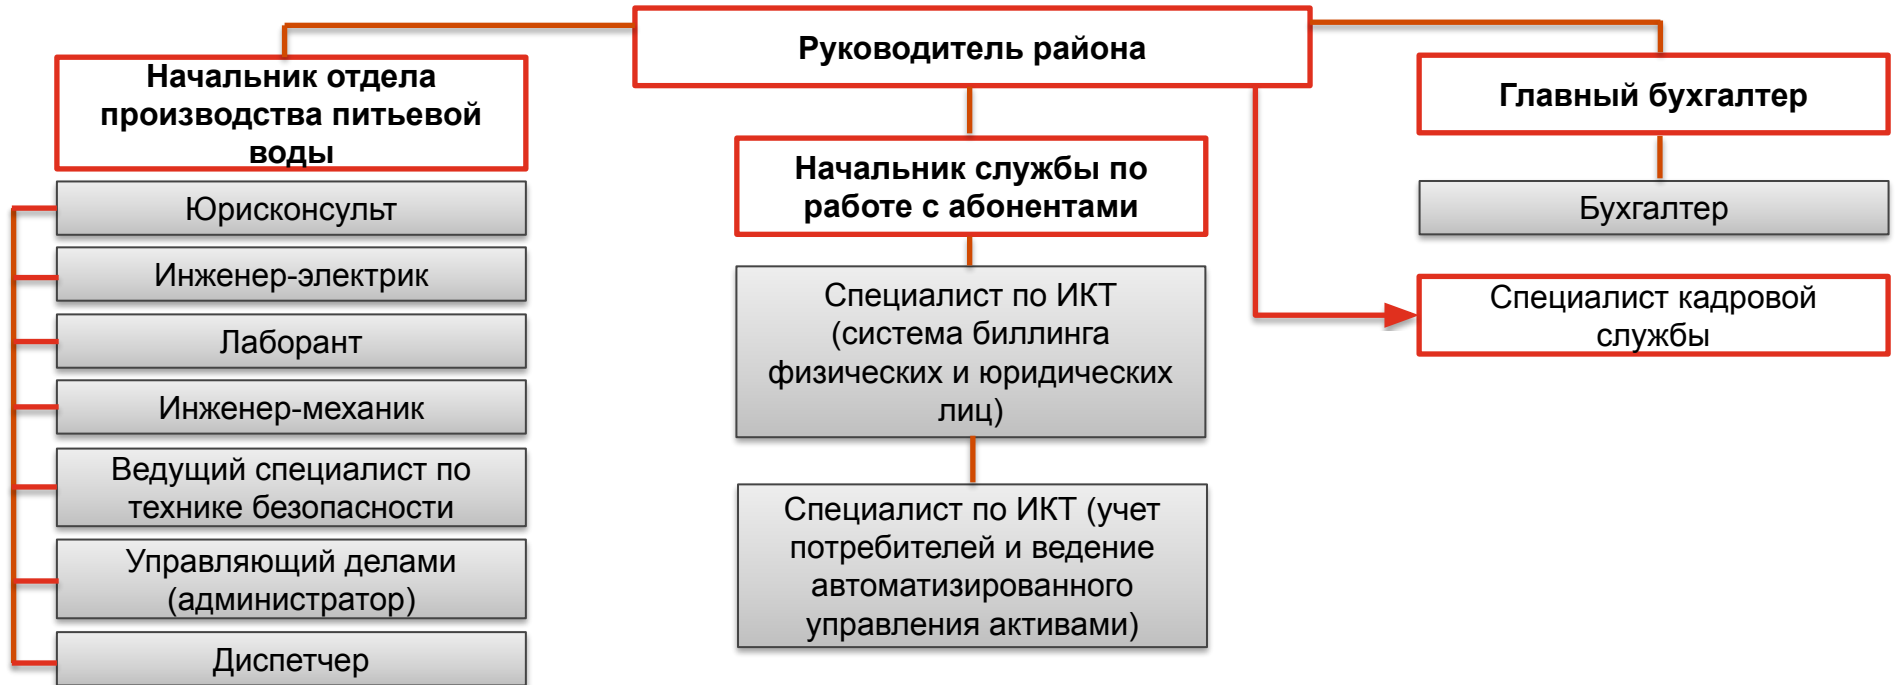 Руководитель района
Начальник отдела
производства питьевой
воды
Юрисконсульт
Инженер-электрик
Лаборант
Инженер-механик
Ведущий специалист по
технике безопасности
Управляющий делами
(администратор)
Диспетчер
Начальник службы по
работе с абонентами
Специалист по ИКТ
(система биллинга
физических и юридических
лиц)
Специалист по ИКТ (учет
потребителей и ведение
автоматизированного
управления активами)
Главный бухгалтер
Бухгалтер
Специалист кадровой
службы